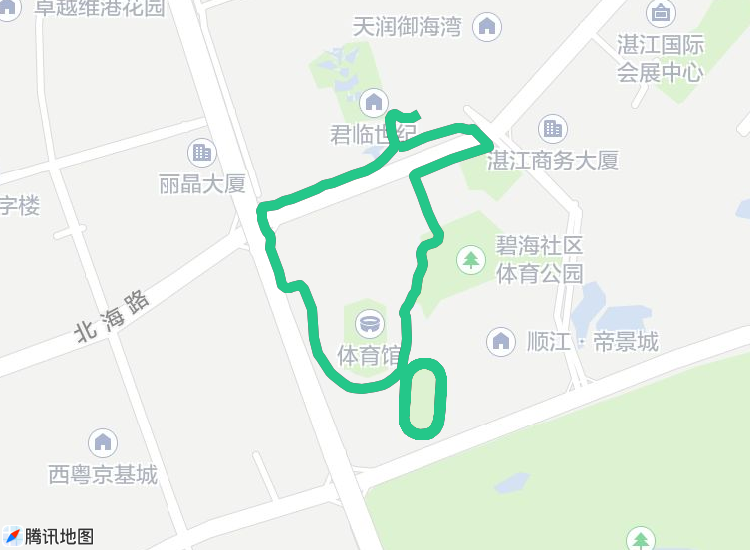 卓越维港花园
天润御海湾
湛江国际
会展中心
君临世纪
湛江商务大厦
丽晶大厦
字楼
碧海社区
体育公园
北海路
体育馆
顺江·帝景城
西粤京基城
腾讯地图